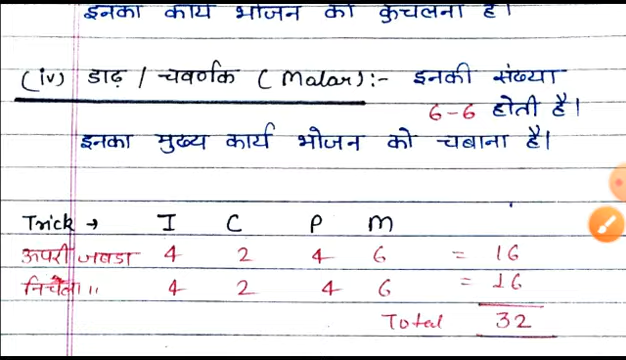 इनका कार्य भोजन को कुचलना है।
(iv) डाढ़ / चवर्णक ( Molar ):- इनकी संख्या
6-6 होती है।
इनका मुख्य कार्य भोजन को चबाना है।
Trick → I C P M
ऊपरी जबडा 4 2 4 6 = 16
निचला ,, 4 2 4 6 = 16
Total 32